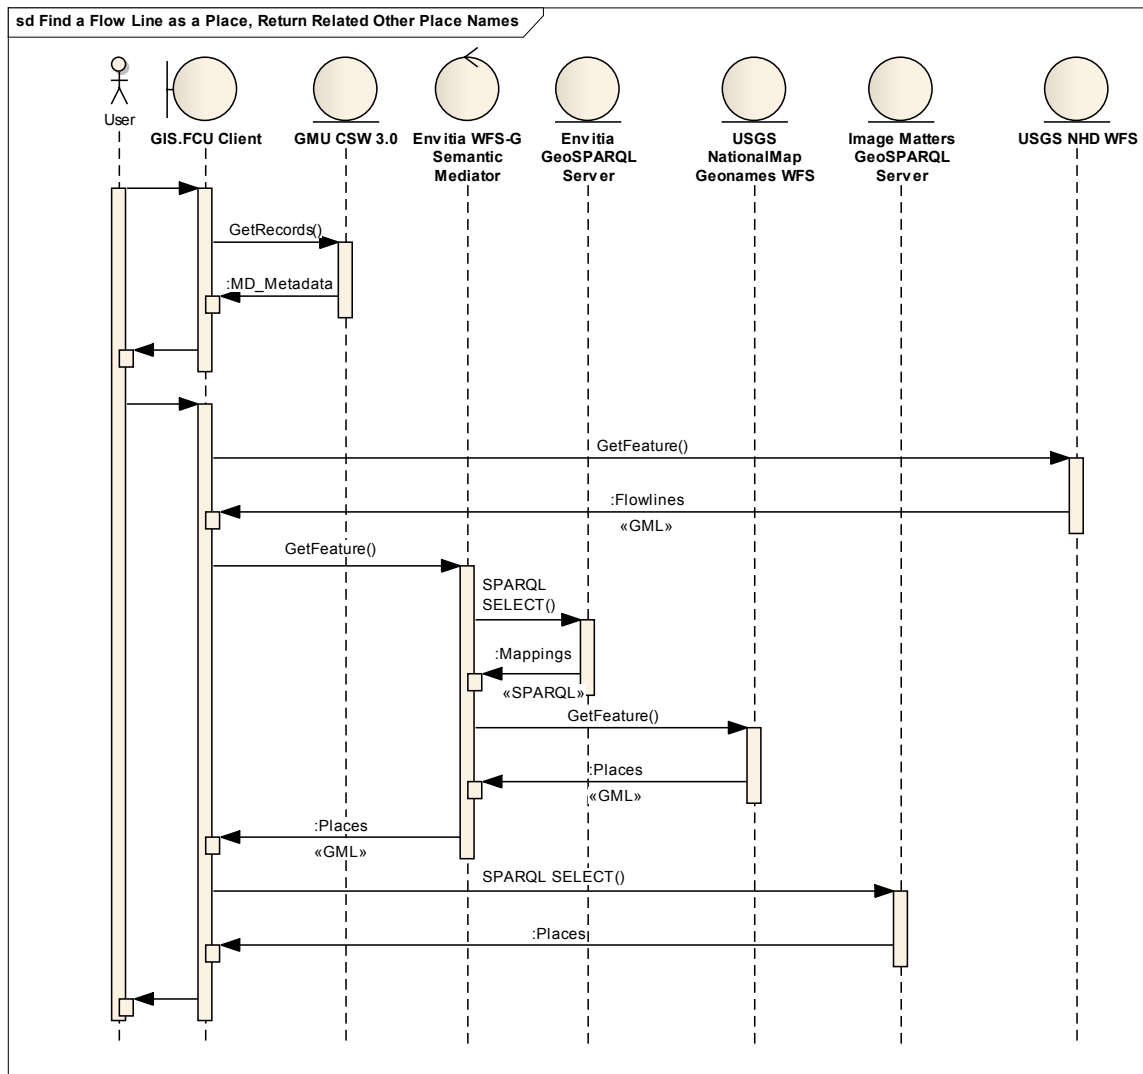 sd Find a Flow Line as a Place, Return Related Other Place Names
User
GIS.FCU Client
GMU CSW 3.0
Envitia WFS-G
Semantic
Mediator
Envitia
GeoSPARQL
Server
USGS
NationalMap
Geonames WFS
Image Matters
GeoSPARQL
Server
USGS NHD WFS
GetRecords()
:MD_Metadata
GetFeature()
:Flowlines
«GML»
GetFeature()
SPARQL
SELECT()
:Mappings
«SPARQL»
GetFeature()
:Places
«GML»
:Places
«GML»
SPARQL SELECT()
:Places